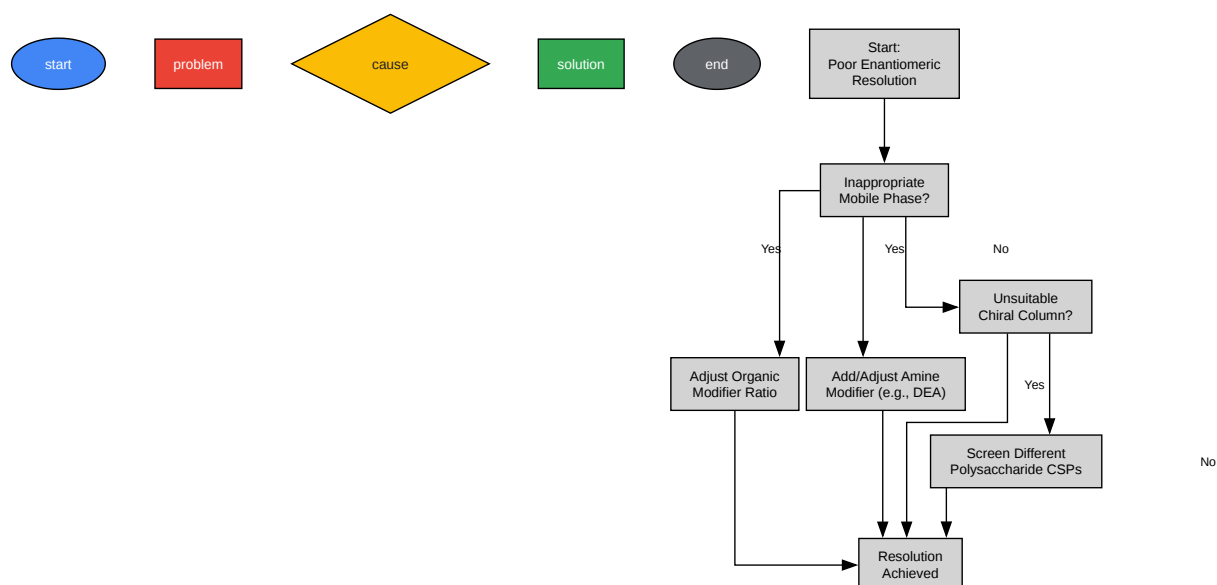 start
problem
cause
solution
end
Start:
Poor Enantiomeric
Resolution
Inappropriate
Mobile Phase?
Yes
Yes
No
Unsuitable
Chiral Column?
Adjust Organic
Modifier Ratio
Add/Adjust Amine
Modifier (e.g., DEA)
Yes
Screen Different
Polysaccharide CSPs
No
Resolution
Achieved